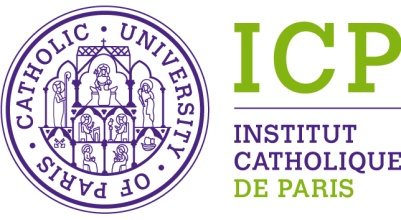 CATHOLIC · UNIVERSITY · OF PARIS ·
ICP
INSTITUT
CATHOLIQUE
DE PARIS